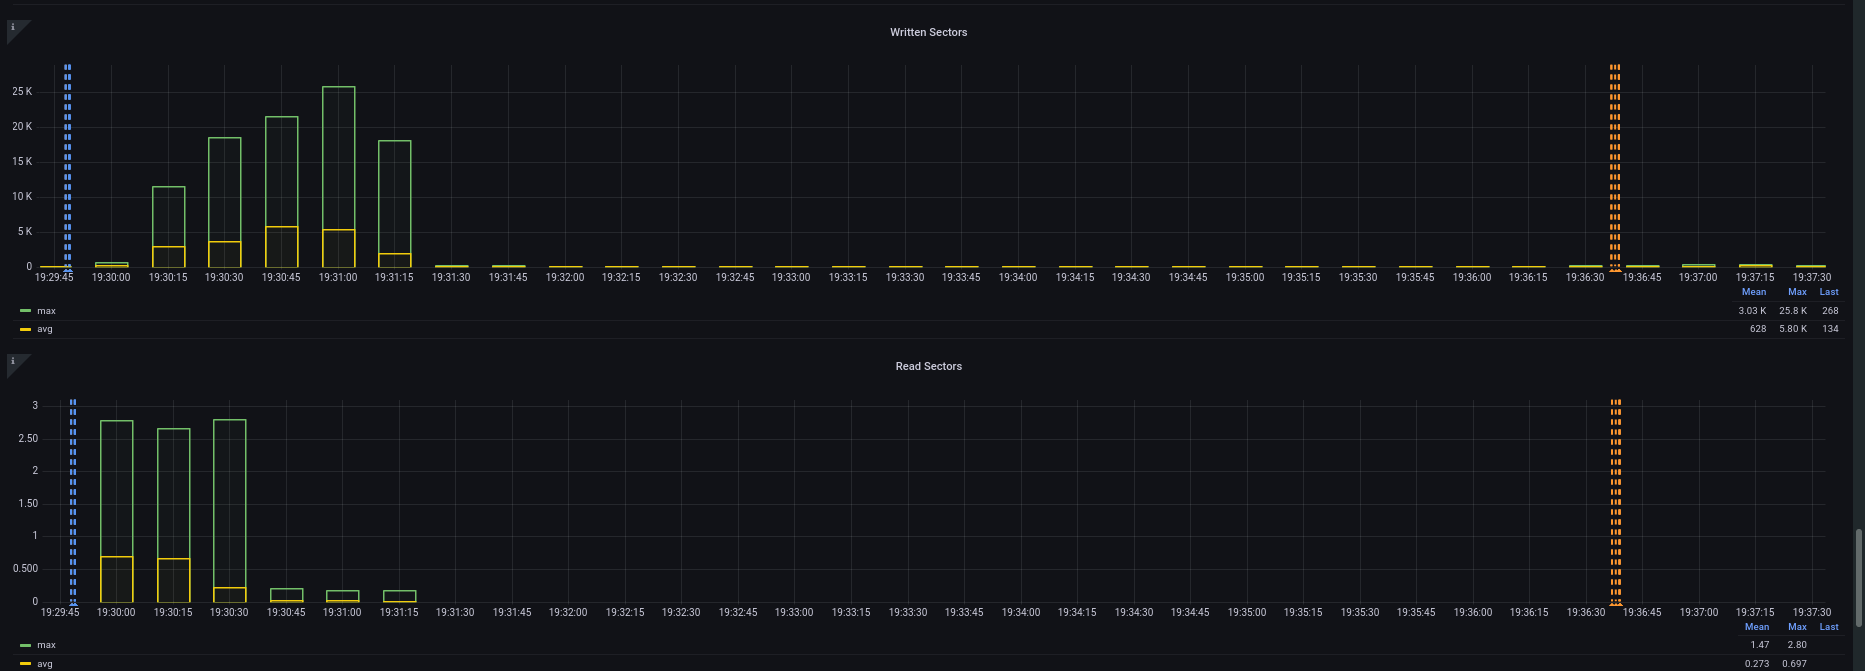 i
Written Sectors
25 K
20 K
15 K
10 K
5 K
0
19:29:45 19:30:00 19:30:15 19:30:30 19:30:45 19:31:00 19:31:15 19:31:30 19:31:45 19:32:00 19:32:15 19:32:30 19:32:45 19:33:00 19:33:15 19:33:30 19:33:45 19:34:00 19:34:15 19:34:30 19:34:45 19:35:00 19:35:15 19:35:30 19:35:45 19:36:00 19:36:15 19:36:30 19:36:45 19:37:00 19:37:15 19:37:30
Mean Max Last
max 3.03 K 25.8 K 268
avg 628 5.80 K 134
i
Read Sectors
3
2.50
2
1.50
1
0.500
0
19:29:45 19:30:00 19:30:15 19:30:30 19:30:45 19:31:00 19:31:15 19:31:30 19:31:45 19:32:00 19:32:15 19:32:30 19:32:45 19:33:00 19:33:15 19:33:30 19:33:45 19:34:00 19:34:15 19:34:30 19:34:45 19:35:00 19:35:15 19:35:30 19:35:45 19:36:00 19:36:15 19:36:30 19:36:45 19:37:00 19:37:15 19:37:30
Mean Max Last
max 1.47 2.80
avg 0.273 0.697